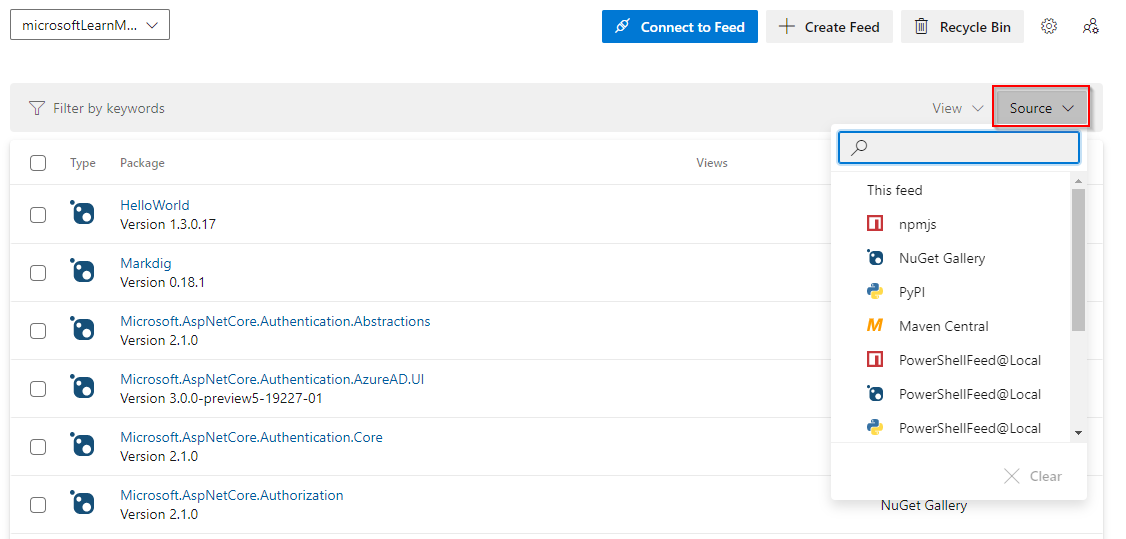 microsoftLearnM...
Connect to Feed
Create Feed
Recycle Bin
Filter by keywords
View
Source
Type
Package
Views
HelloWorld
Version 1.3.0.17
Markdig
Version 0.18.1
Microsoft.AspNetCore.Authentication.Abstractions
Version 2.1.0
Microsoft.AspNetCore.Authentication.AzureAD.UI
Version 3.0.0-preview5-19227-01
Microsoft.AspNetCore.Authentication.Core
Version 2.1.0
Microsoft.AspNetCore.Authorization
Version 2.1.0
This feed
npmjs
NuGet Gallery
PyPI
Maven Central
PowerShellFeed@Local
PowerShellFeed@Local
PowerShellFeed@Local
Clear
NuGet Gallery